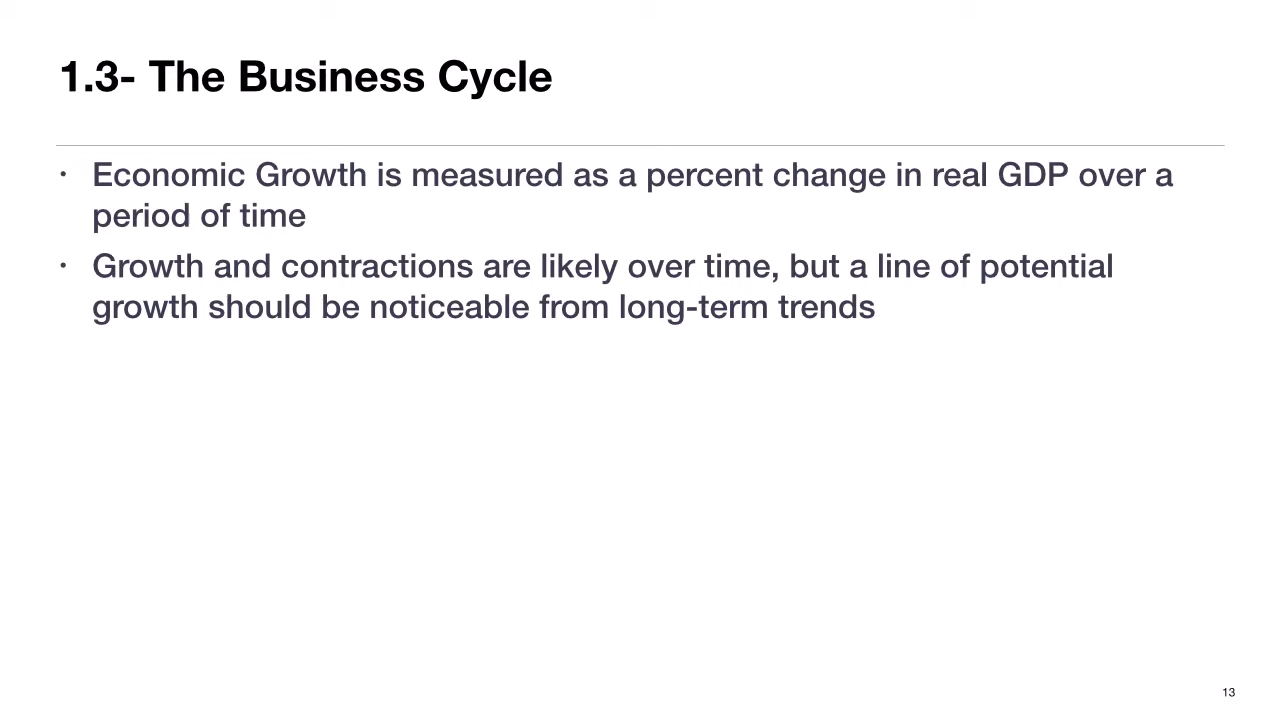 1.3- The Business Cycle
• Economic Growth is measured as a percent change in real GDP over a
period of time
• Growth and contractions are likely over time, but a line of potential
growth should be noticeable from long-term trends
13